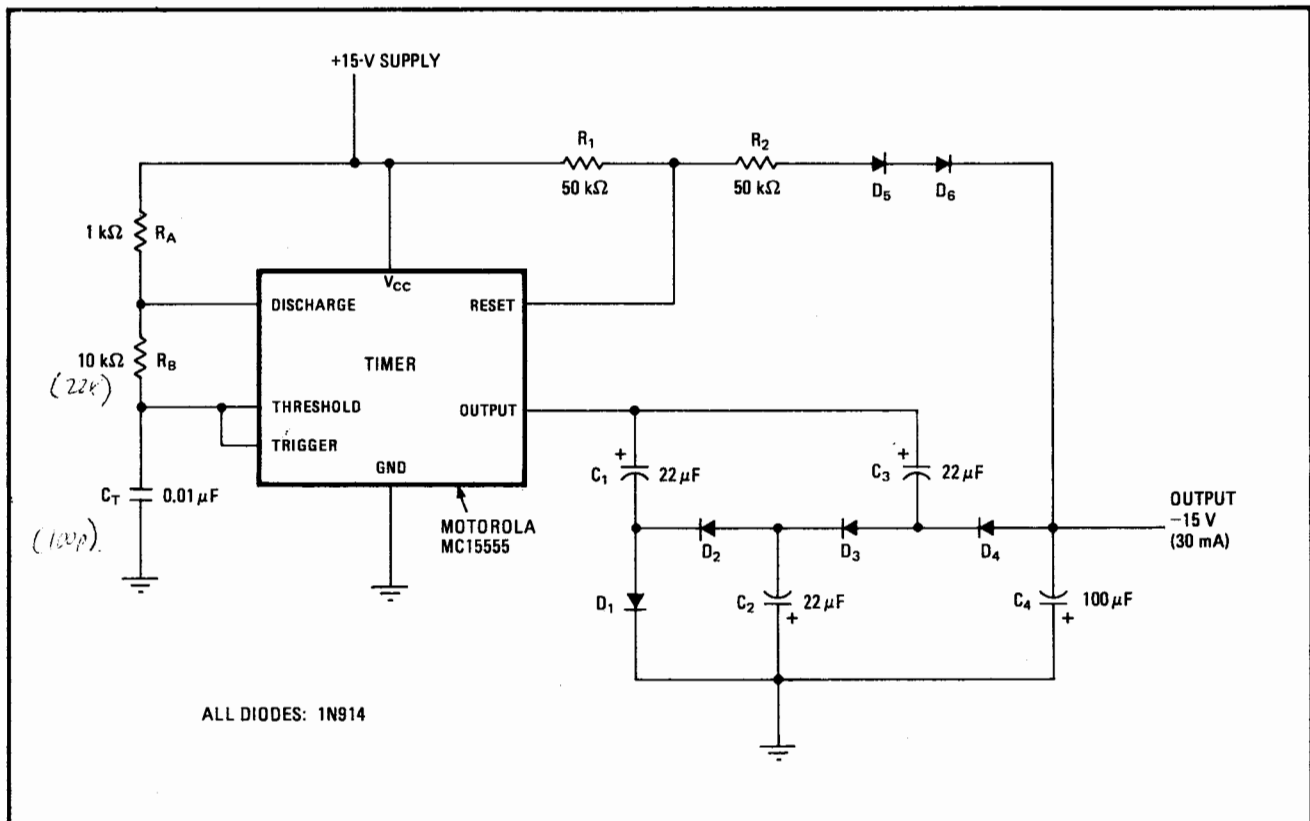 +15-V SUPPLY
R1
50 kΩ
R2
50 kΩ
D5
D6
1 kΩ
RA
VCC
DISCHARGE
RESET
10 kΩ
RB
(22k)
TIMER
THRESHOLD
OUTPUT
TRIGGER
GND
CT
0.01 µF
(100p).
MOTOROLA
MC15555
+
C1
22 µF
+
C3
22 µF
OUTPUT
−15 V
(30 mA)
D2
D3
D4
D1
C2
22 µF
+
C4
100 µF
+
ALL DIODES: 1N914